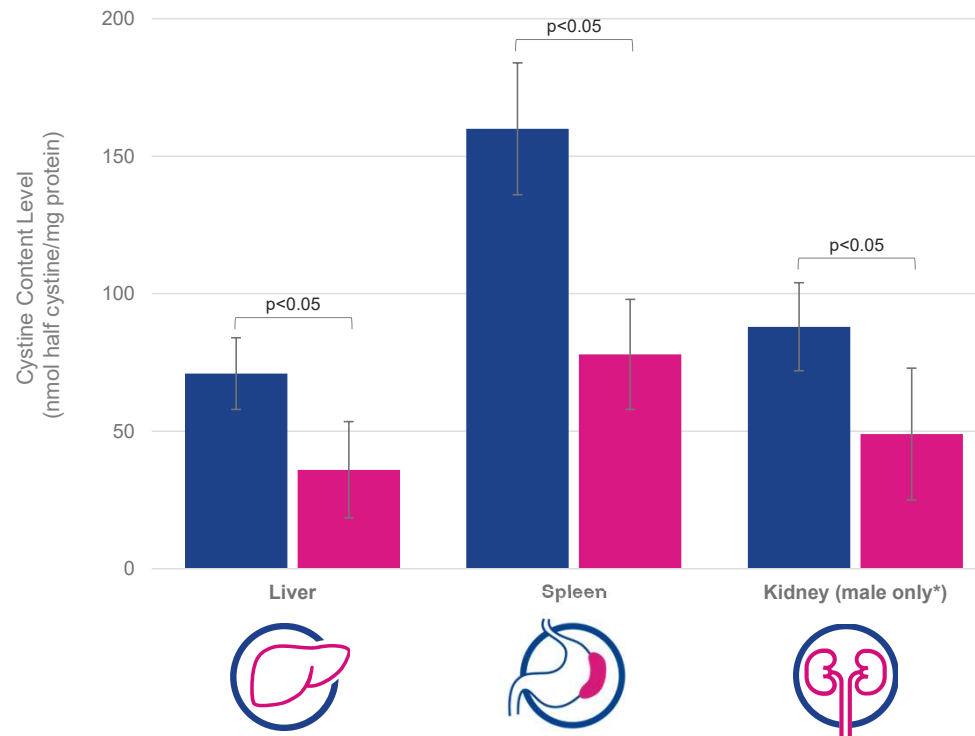 200
p<0.05
150
Cystine Content Level
(nmol half cystine/mg protein)
p<0.05
100
p<0.05
50
0
Liver
Spleen
Kidney (male only*)